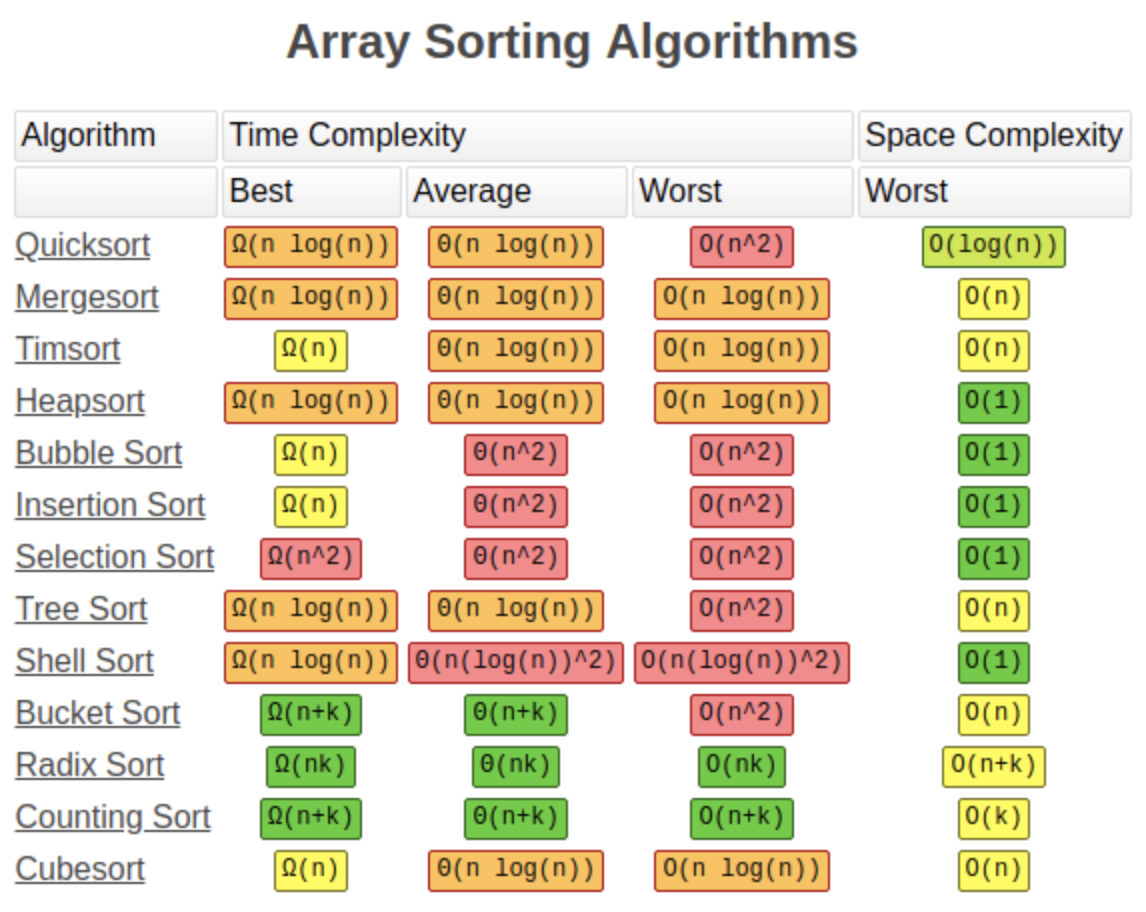 Array Sorting Algorithms
Algorithm Time Complexity Space Complexity
Best Average Worst Worst
Quicksort Ω(n log(n)) Θ(n log(n)) O(n^2) O(log(n))
Mergesort Ω(n log(n)) Θ(n log(n)) O(n log(n)) O(n)
Timsort Ω(n) Θ(n log(n)) O(n log(n)) O(n)
Heapsort Ω(n log(n)) Θ(n log(n)) O(n log(n)) O(1)
Bubble Sort Ω(n) Θ(n^2) O(n^2) O(1)
Insertion Sort Ω(n) Θ(n^2) O(n^2) O(1)
Selection Sort Ω(n^2) Θ(n^2) O(n^2) O(1)
Tree Sort Ω(n log(n)) Θ(n log(n)) O(n^2) O(n)
Shell Sort Ω(n log(n)) Θ(n(log(n))^2) O(n(log(n))^2) O(1)
Bucket Sort Ω(n+k) Θ(n+k) O(n^2) O(n)
Radix Sort Ω(nk) Θ(nk) O(nk) O(n+k)
Counting Sort Ω(n+k) Θ(n+k) O(n+k) O(k)
Cubesort Ω(n) Θ(n log(n)) O(n log(n)) O(n)